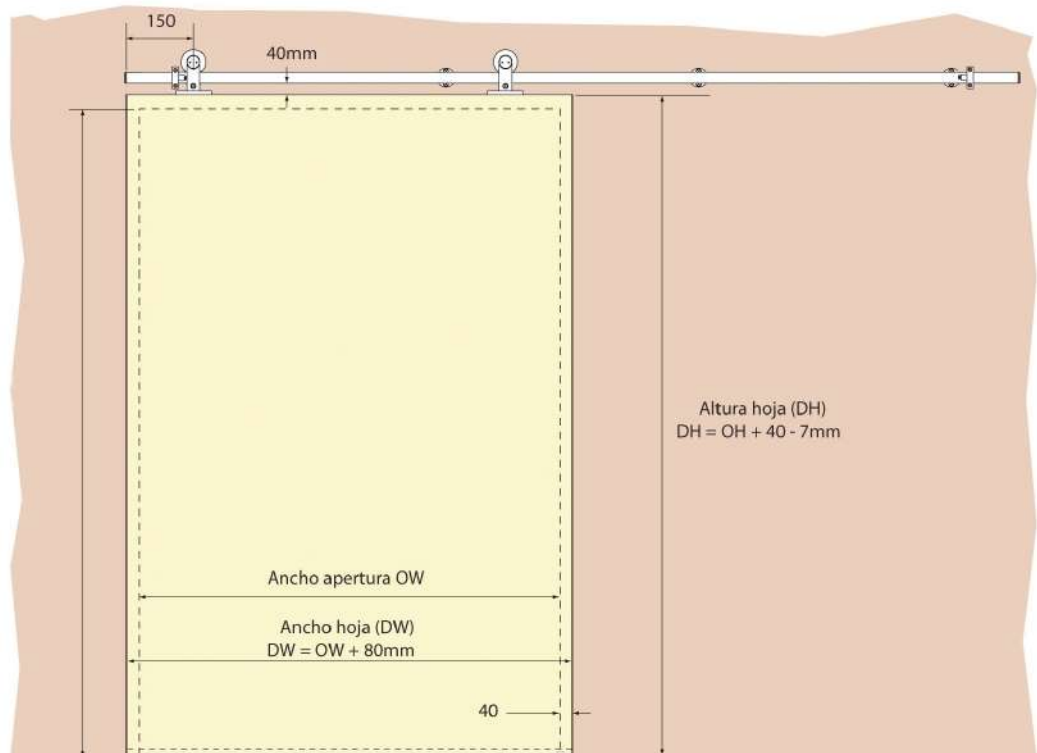 150
40mm
Altura hoja (DH)
DH = OH + 40 - 7mm
Ancho apertura OW
Ancho hoja (DW)
DW = OW + 80mm
40